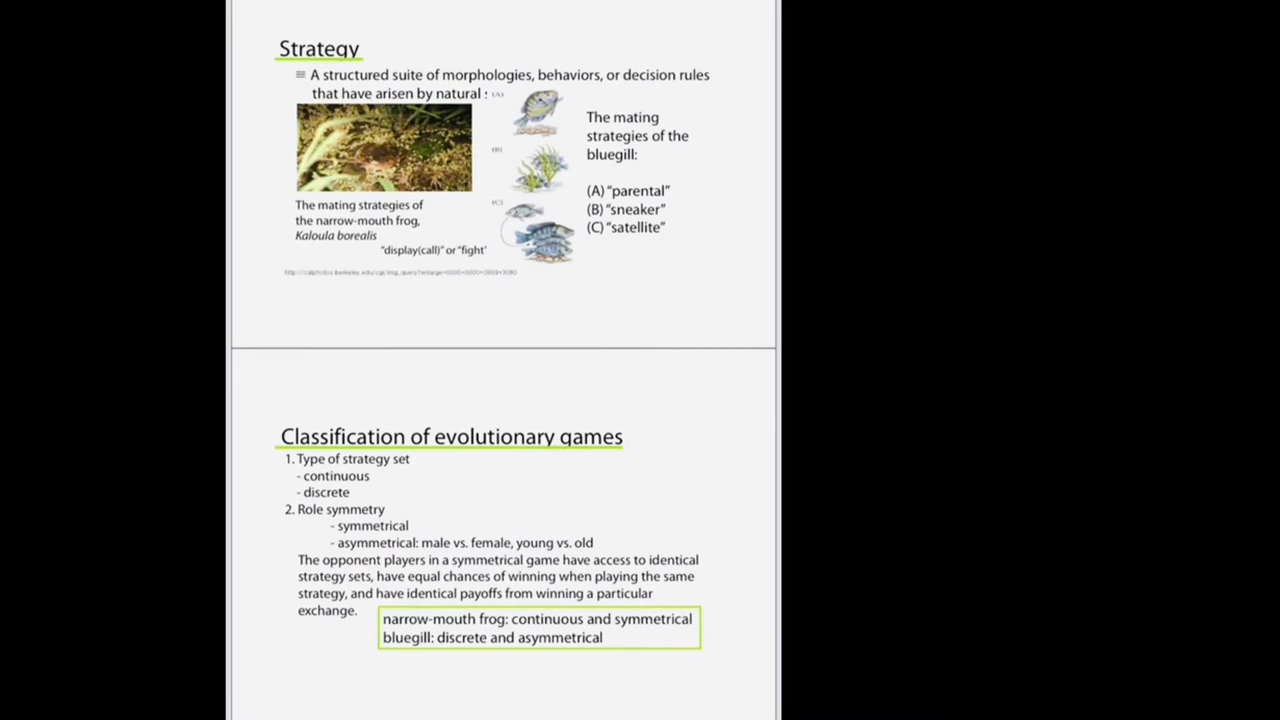 Strategy
≡ A structured suite of morphologies, behaviors, or decision rules
that have arisen by natural :
(A)
(B)
(C)
The mating
strategies of the
bluegill:
(A) “parental”
(B) “sneaker”
(C) “satellite”
The mating strategies of
the narrow-mouth frog,
Kaloula borealis
“display(call)” or “fight’
Classification of evolutionary games
1. Type of strategy set
- continuous
- discrete
2. Role symmetry
- symmetrical
- asymmetrical: male vs. female, young vs. old
The opponent players in a symmetrical game have access to identical
strategy sets, have equal chances of winning when playing the same
strategy, and have identical payoffs from winning a particular
exchange.
narrow-mouth frog: continuous and symmetrical
bluegill: discrete and asymmetrical